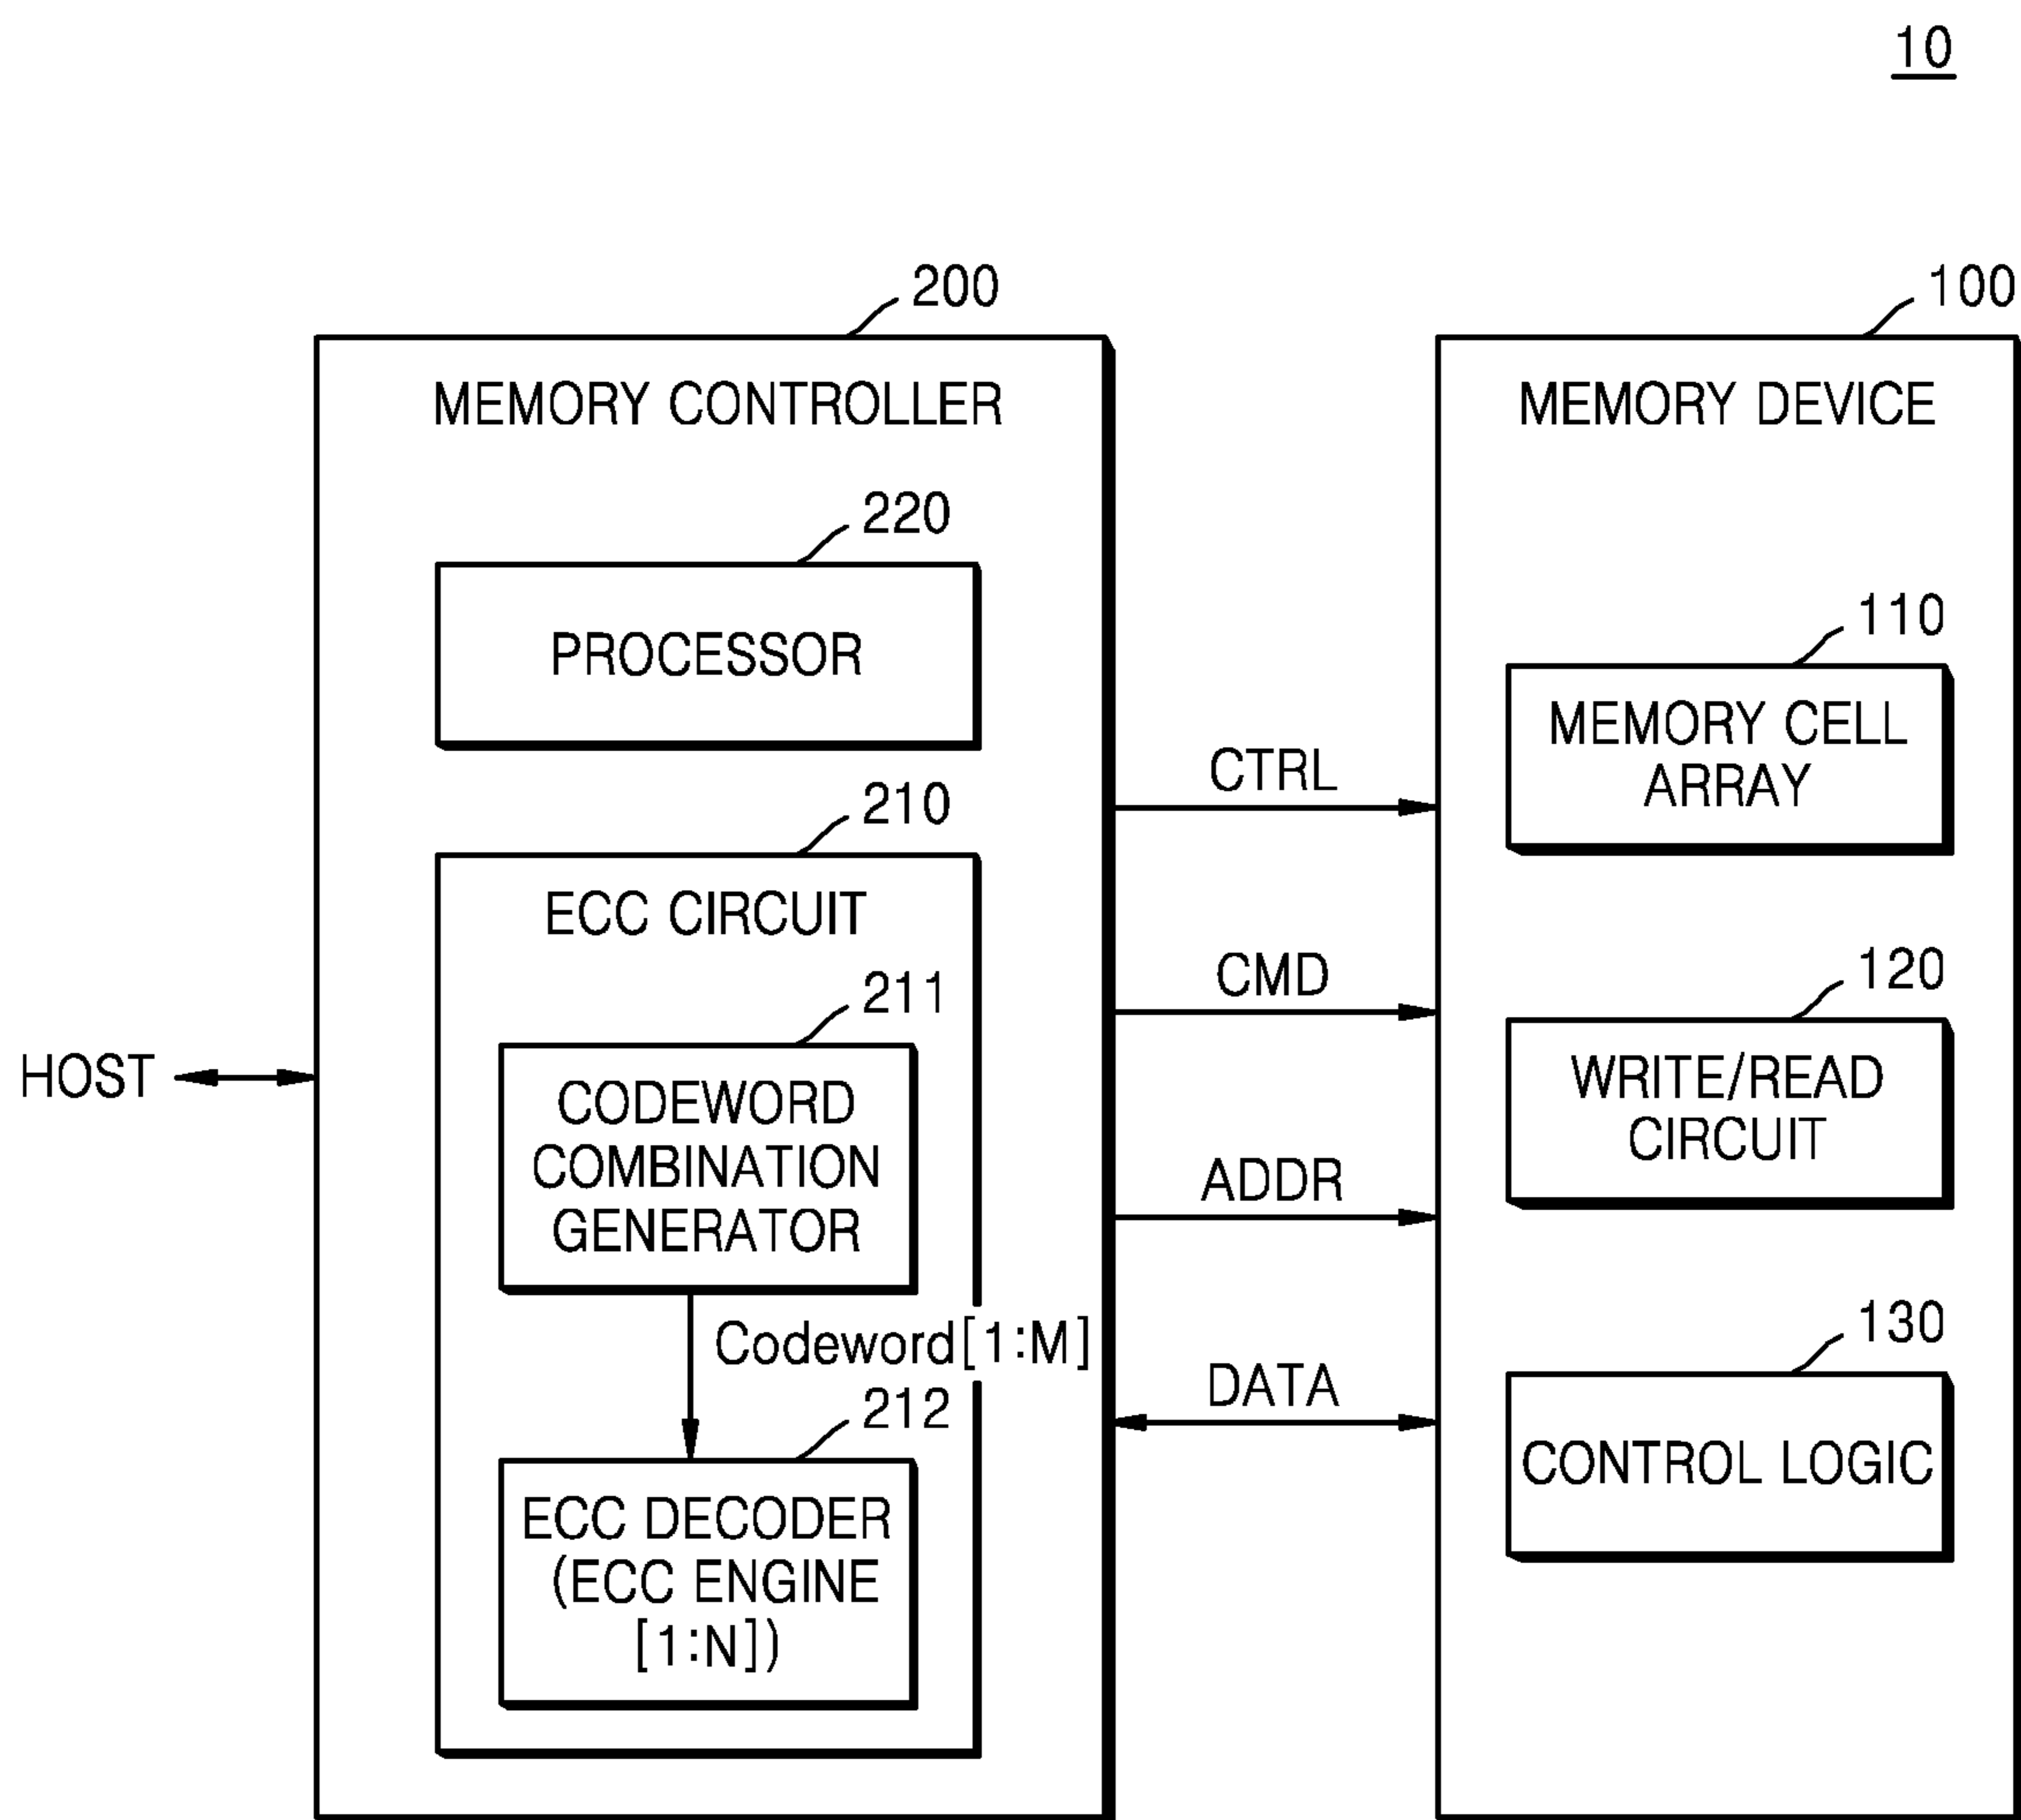 10
200
100
MEMORY CONTROLLER
MEMORY DEVICE
220
PROCESSOR
110
MEMORY CELL
ARRAY
CTRL
210
ECC CIRCUIT
CMD
120
WRITE/READ
CIRCUIT
211
HOST
CODEWORD
COMBINATION
GENERATOR
ADDR
Codeword[1:M]
130
DATA
CONTROL LOGIC
212
ECC DECODER
(ECC ENGINE
[1:N])